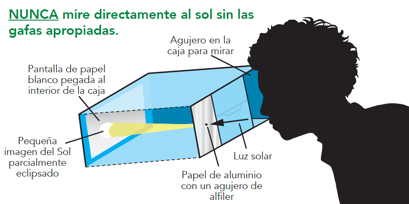 NUNCA mire directamente al sol sin las
gafas apropiadas.
Agujero en la
caja para mirar
Pantalla de papel
blanco pegada al
interior de la caja
Pequeña
imagen del Sol
parcialmente
eclipsado
Luz solar
Papel de aluminio
con un agujero de
alfiler